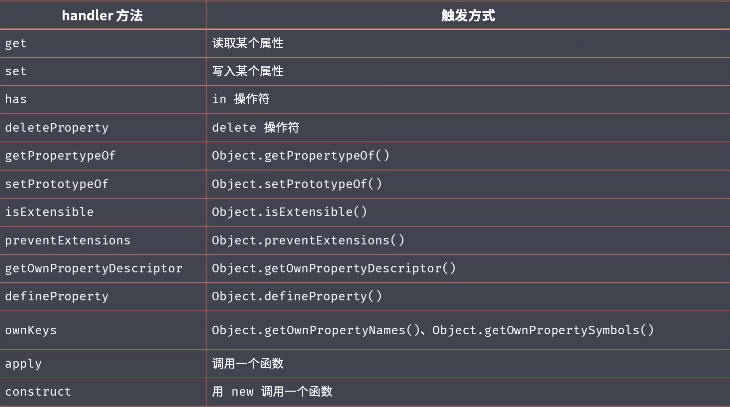 handler 方法 触发方式
get 读取某个属性
set 写入某个属性
has in 操作符
deleteProperty delete 操作符
getPropertypeOf Object.getPropertypeOf()
setPrototypeOf Object.setPrototypeOf()
isExtensible Object.isExtensible()
preventExtensions Object.preventExtensions()
getOwnPropertyDescriptor Object.getOwnPropertyDescriptor()
defineProperty Object.defineProperty()
ownKeys Object.getOwnPropertyNames()、Object.getOwnPropertySymbols()
apply 调用一个函数
construct 用 new 调用一个函数